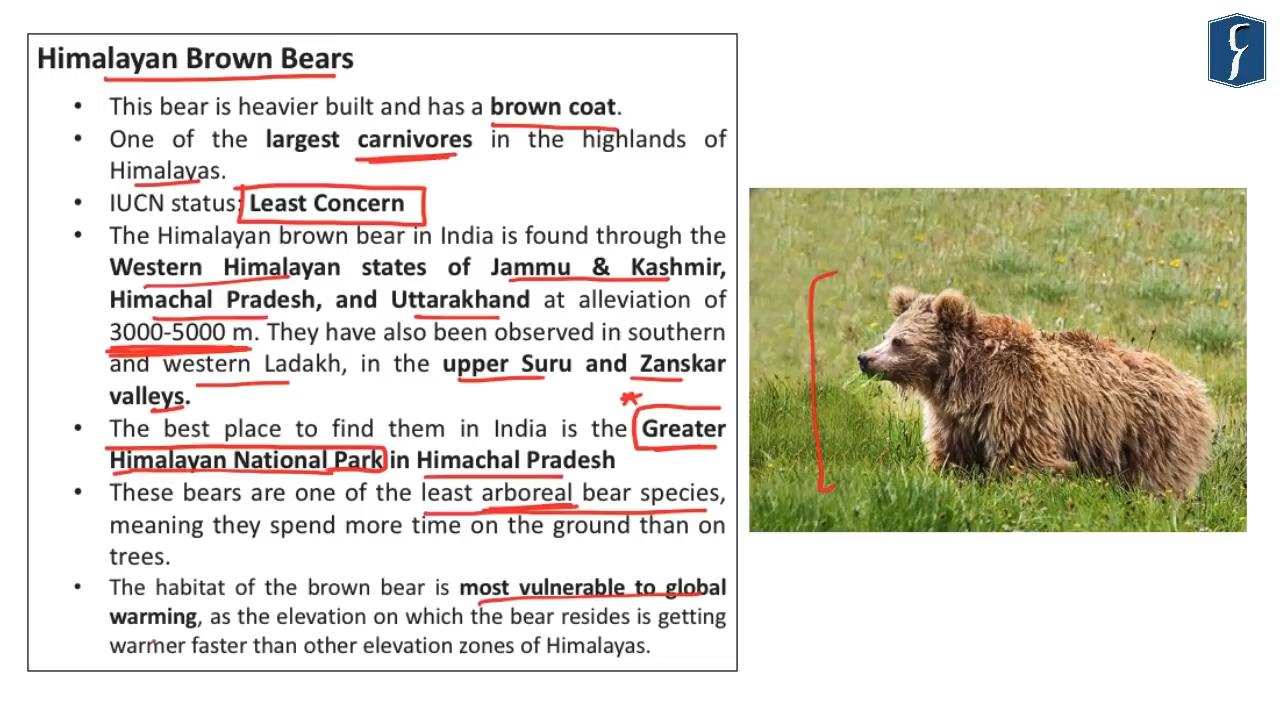 Himalayan Brown Bears
• This bear is heavier built and has a brown coat.
• One of the largest carnivores in the highlands of
Himalayas.
• IUCN status: Least Concern
• The Himalayan brown bear in India is found through the
Western Himalayan states of Jammu & Kashmir,
Himachal Pradesh, and Uttarakhand at alleviation of
3000-5000 m. They have also been observed in southern
and western Ladakh, in the upper Suru and Zanskar
valleys.
• The best place to find them in India is the Greater
Himalayan National Park in Himachal Pradesh
• These bears are one of the least arboreal bear species,
meaning they spend more time on the ground than on
trees.
• The habitat of the brown bear is most vulnerable to global
warming, as the elevation on which the bear resides is getting
warmer faster than other elevation zones of Himalayas.